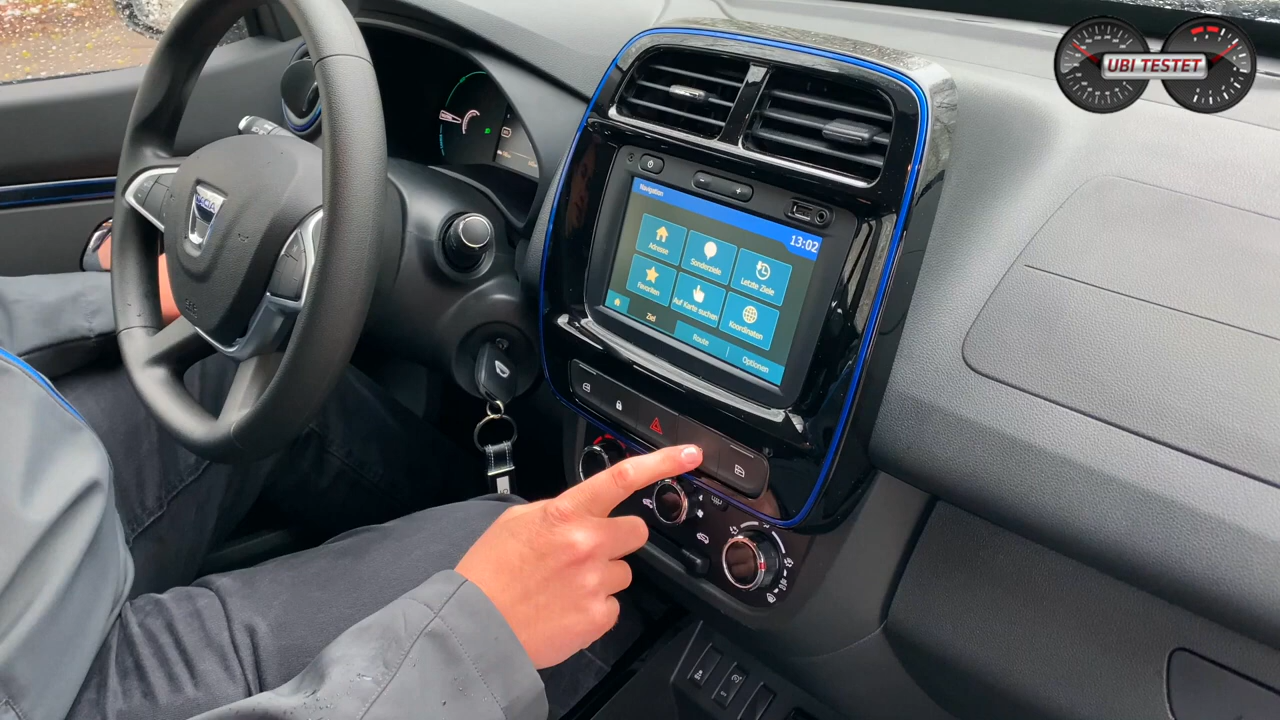 UBI TESTET
DACIA
Navigation
13:02
Adresse
Sonderziele
Letzte Ziele
Favoriten
Auf Karte suchen
Koordinaten
Ziel
Route
Optionen